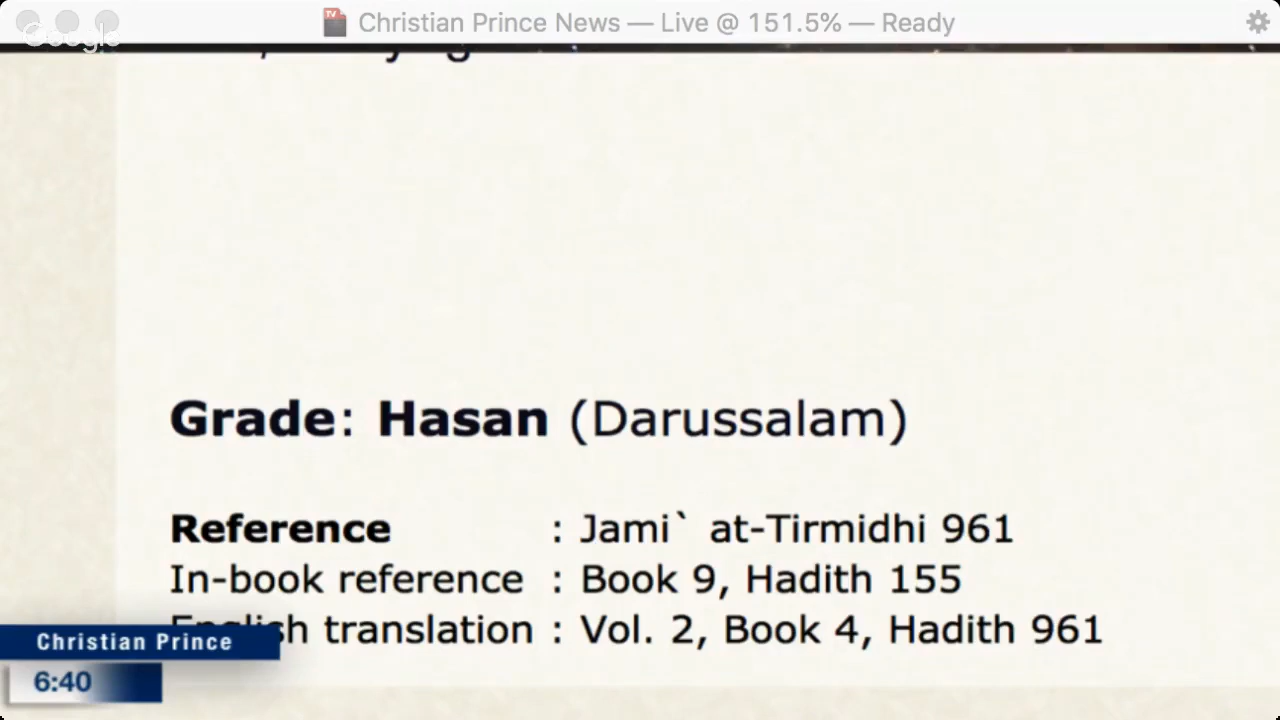 Christian Prince News — Live @ 151.5% — Ready
Google
Grade: Hasan (Darussalam)
Reference : Jami` at-Tirmidhi 961
In-book reference : Book 9, Hadith 155
English translation : Vol. 2, Book 4, Hadith 961
Christian Prince
6:40